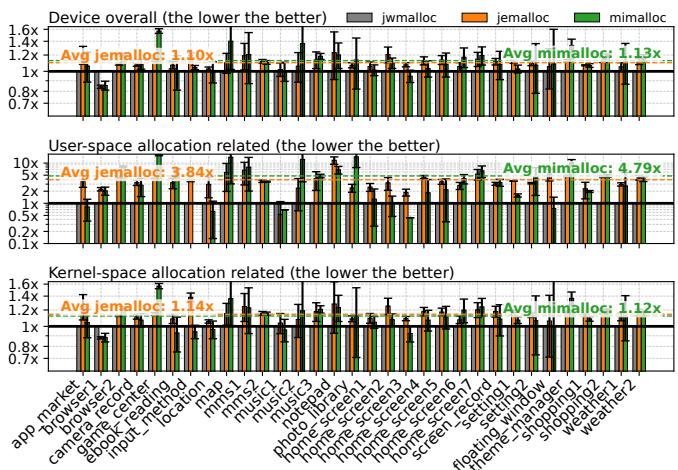 Device overall (the lower the better)
jwmalloc jemalloc mimalloc
1.6x
1.4x
1.2x
1x
0.8x
0.7x
Avg jemalloc: 1.10x
Avg mimalloc: 1.13x
User-space allocation related (the lower the better)
10x
5x
2x
1x
0.5x
0.2x
0.1x
Avg jemalloc: 3.84x
Avg mimalloc: 4.79x
Kernel-space allocation related (the lower the better)
1.6x
1.4x
1.2x
1x
0.8x
0.7x
Avg jemalloc: 1.14x
Avg mimalloc: 1.12x
app_market
browser1
browser2
camera_record
game_center
ebook_reading
input_method
location
map
mms1
mms2
music1
music2
music3
notepad
photo_library
home_screen1
home_screen2
home_screen3
home_screen4
home_screen5
home_screen6
home_screen7
screen_record
setting1
setting2
floating_window
theme_manager
shopping1
shopping2
weather1
weather2